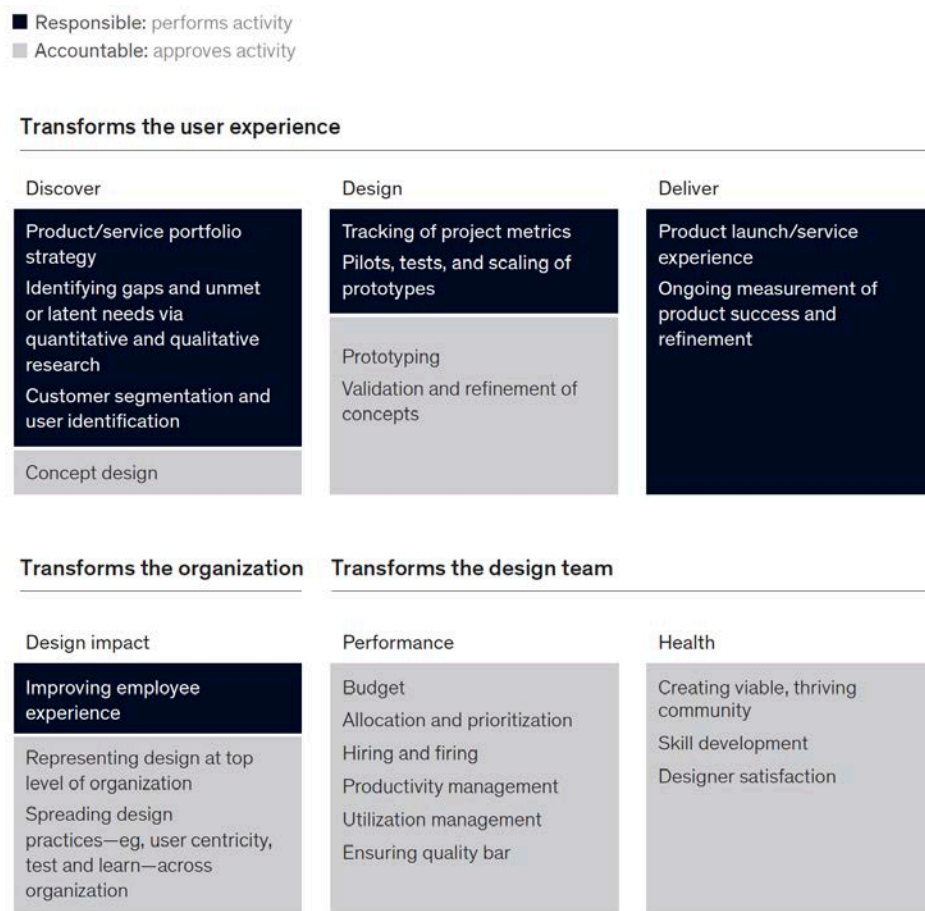 Responsible: performs activity
Accountable: approves activity
Transforms the user experience
Discover
Product/service portfolio
strategy
Identifying gaps and unmet
or latent needs via
quantitative and qualitative
research
Customer segmentation and
user identification
Concept design
Design
Tracking of project metrics
Pilots, tests, and scaling of
prototypes
Prototyping
Validation and refinement of
concepts
Deliver
Product launch/service
experience
Ongoing measurement of
product success and
refinement
Transforms the organization
Design impact
Improving employee
experience
Representing design at top
level of organization
Spreading design
practices—eg, user centricity,
test and learn—across
organization
Transforms the design team
Performance
Budget
Allocation and prioritization
Hiring and firing
Productivity management
Utilization management
Ensuring quality bar
Health
Creating viable, thriving
community
Skill development
Designer satisfaction